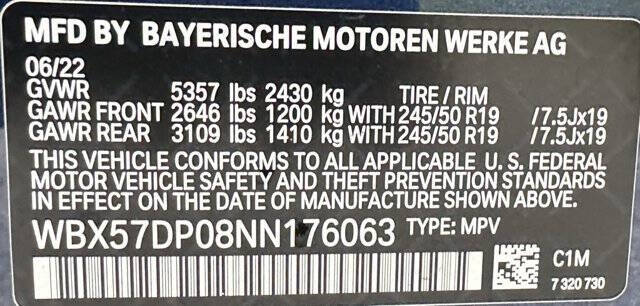 MFD BY BAYERISCHE MOTOREN WERKE AG
06/22
GVWR 5357 lbs 2430 kg TIRE / RIM
GAWR FRONT 2646 lbs 1200 kg WITH 245/50 R19 /7.5Jx19
GAWR REAR 3109 lbs 1410 kg WITH 245/50 R19 /7.5Jx19
THIS VEHICLE CONFORMS TO ALL APPLICABLE U. S. FEDERAL
MOTOR VEHICLE SAFETY AND THEFT PREVENTION STANDARDS
IN EFFECT ON THE DATE OF MANUFACTURE SHOWN ABOVE.
WBX57DP08NN176063 TYPE: MPV
C1M
7 320 730